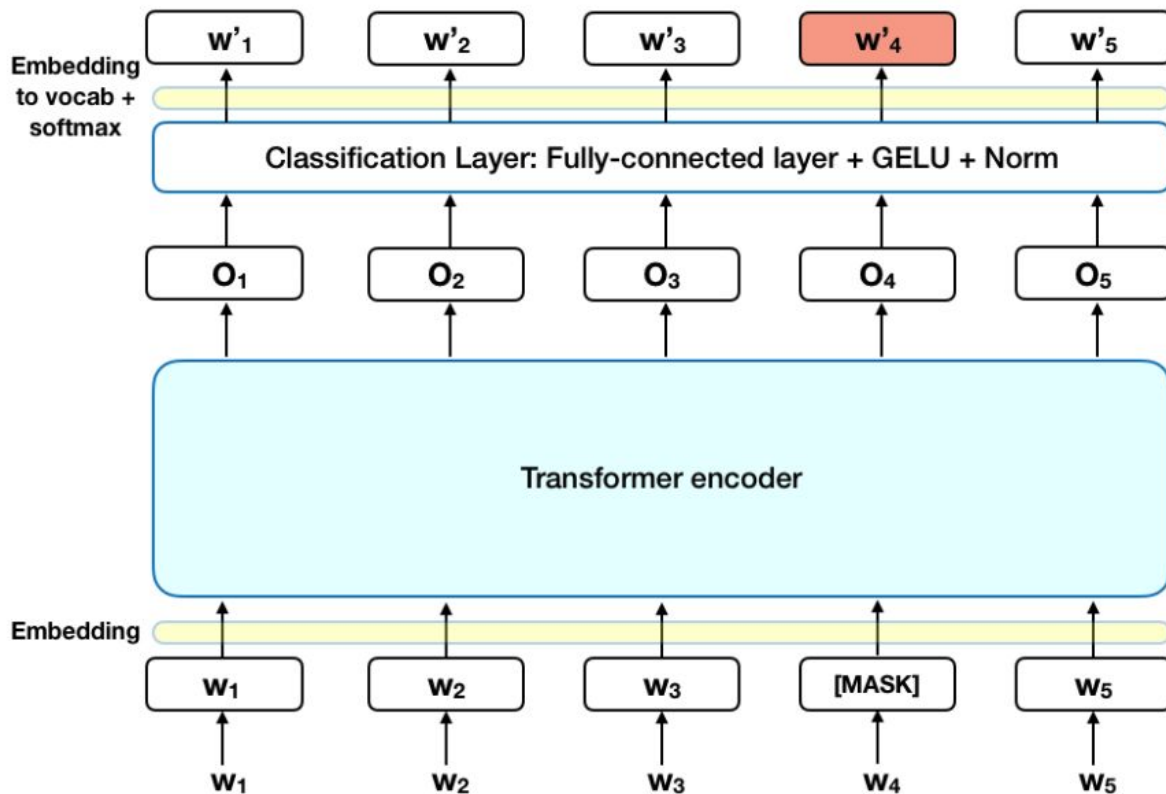 w'₁ w'₂ w'₃ w'₄ w'₅
Embedding
to vocab +
softmax
Classification Layer: Fully-connected layer + GELU + Norm
O₁ O₂ O₃ O₄ O₅
Transformer encoder
Embedding
W₁ W₂ W₃ [MASK] W₅
W₁ W₂ W₃ W₄ W₅